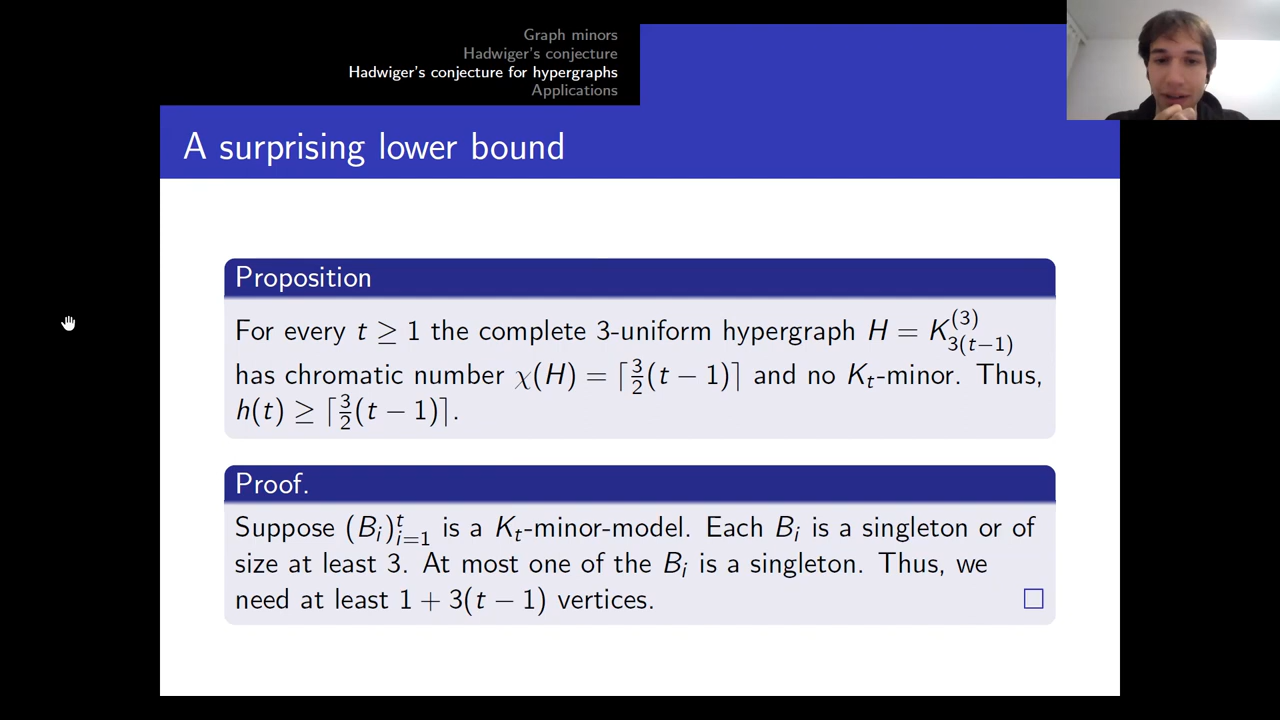 Graph minors
Hadwiger's conjecture
Hadwiger's conjecture for hypergraphs
Applications
A surprising lower bound
Proposition
For every t ≥ 1 the complete 3-uniform hypergraph H = K_{3(t−1)}^{(3)}
has chromatic number χ(H) = ⌈3/2(t − 1)⌉ and no K_t-minor. Thus,
h(t) ≥ ⌈3/2(t − 1)⌉.
Proof.
Suppose (B_i)_{i=1}^t is a K_t-minor-model. Each B_i is a singleton or of
size at least 3. At most one of the B_i is a singleton. Thus, we
need at least 1 + 3(t − 1) vertices. □